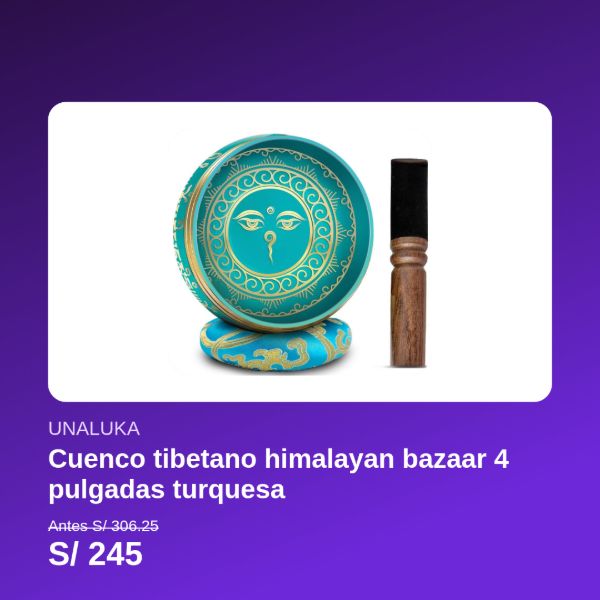 UNALUKA
Cuenco tibetano himalayan bazaar 4
pulgadas turquesa
Antes S/ 306.25
S/ 245